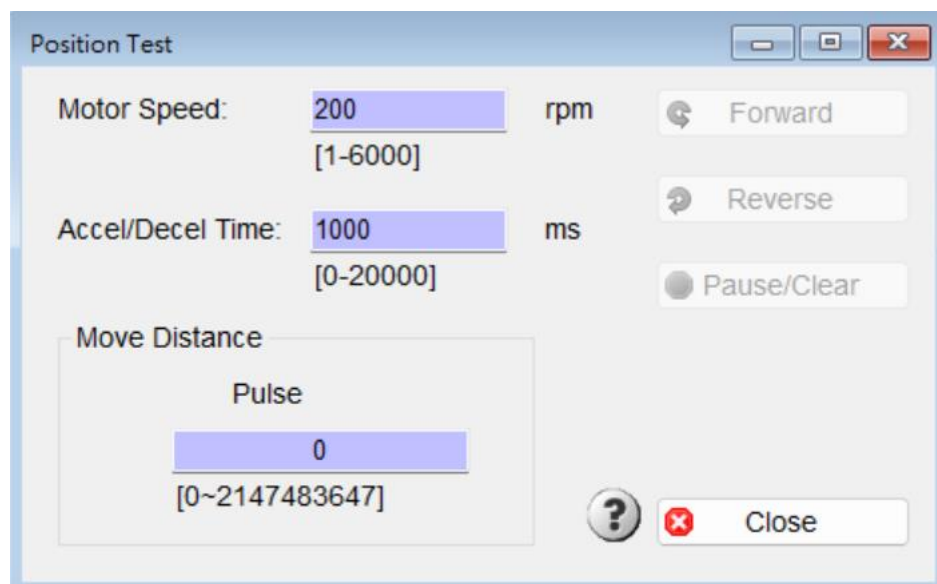 Position Test
Motor Speed: 200 rpm Forward
[1-6000]
Reverse
Accel/Decel Time: 1000 ms
[0-20000] Pause/Clear
Move Distance
Pulse
0
[0~2147483647]
? Close